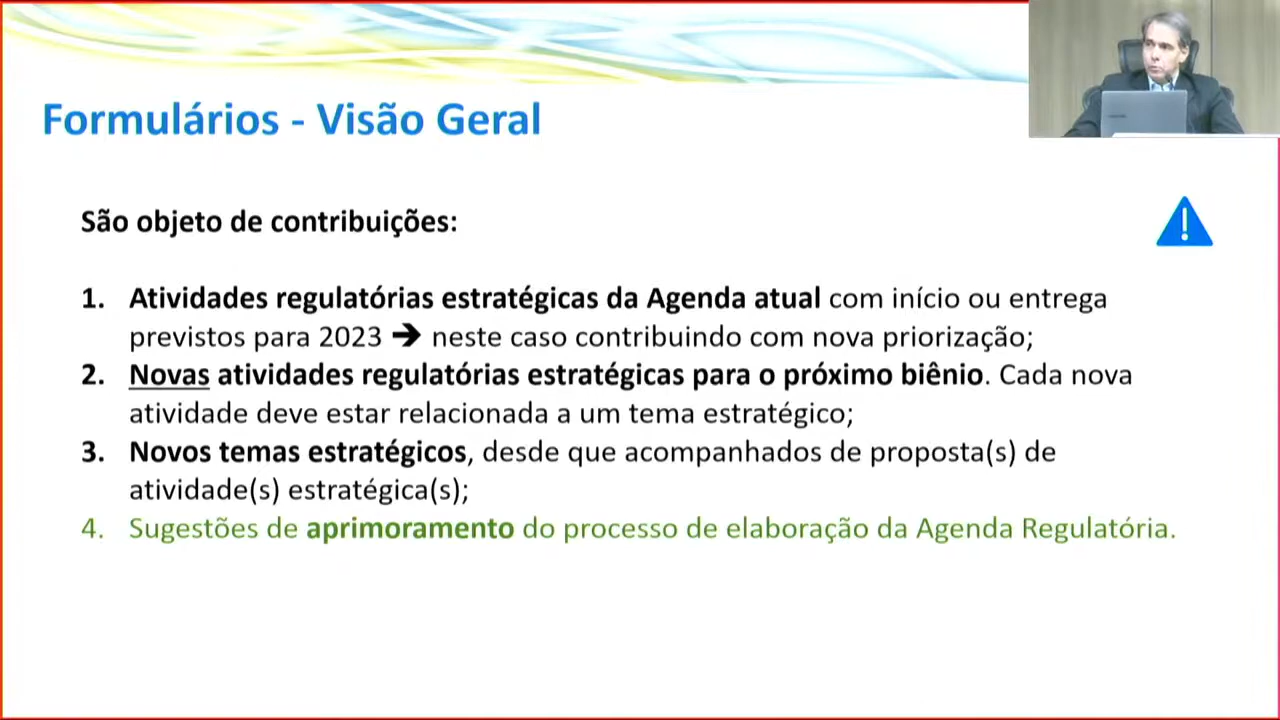 Formulários - Visão Geral
São objeto de contribuições:
1. Atividades regulatórias estratégicas da Agenda atual com início ou entrega
previstos para 2023 ➔ neste caso contribuindo com nova priorização;
2. Novas atividades regulatórias estratégicas para o próximo biênio. Cada nova
atividade deve estar relacionada a um tema estratégico;
3. Novos temas estratégicos, desde que acompanhados de proposta(s) de
atividade(s) estratégica(s);
4. Sugestões de aprimoramento do processo de elaboração da Agenda Regulatória.